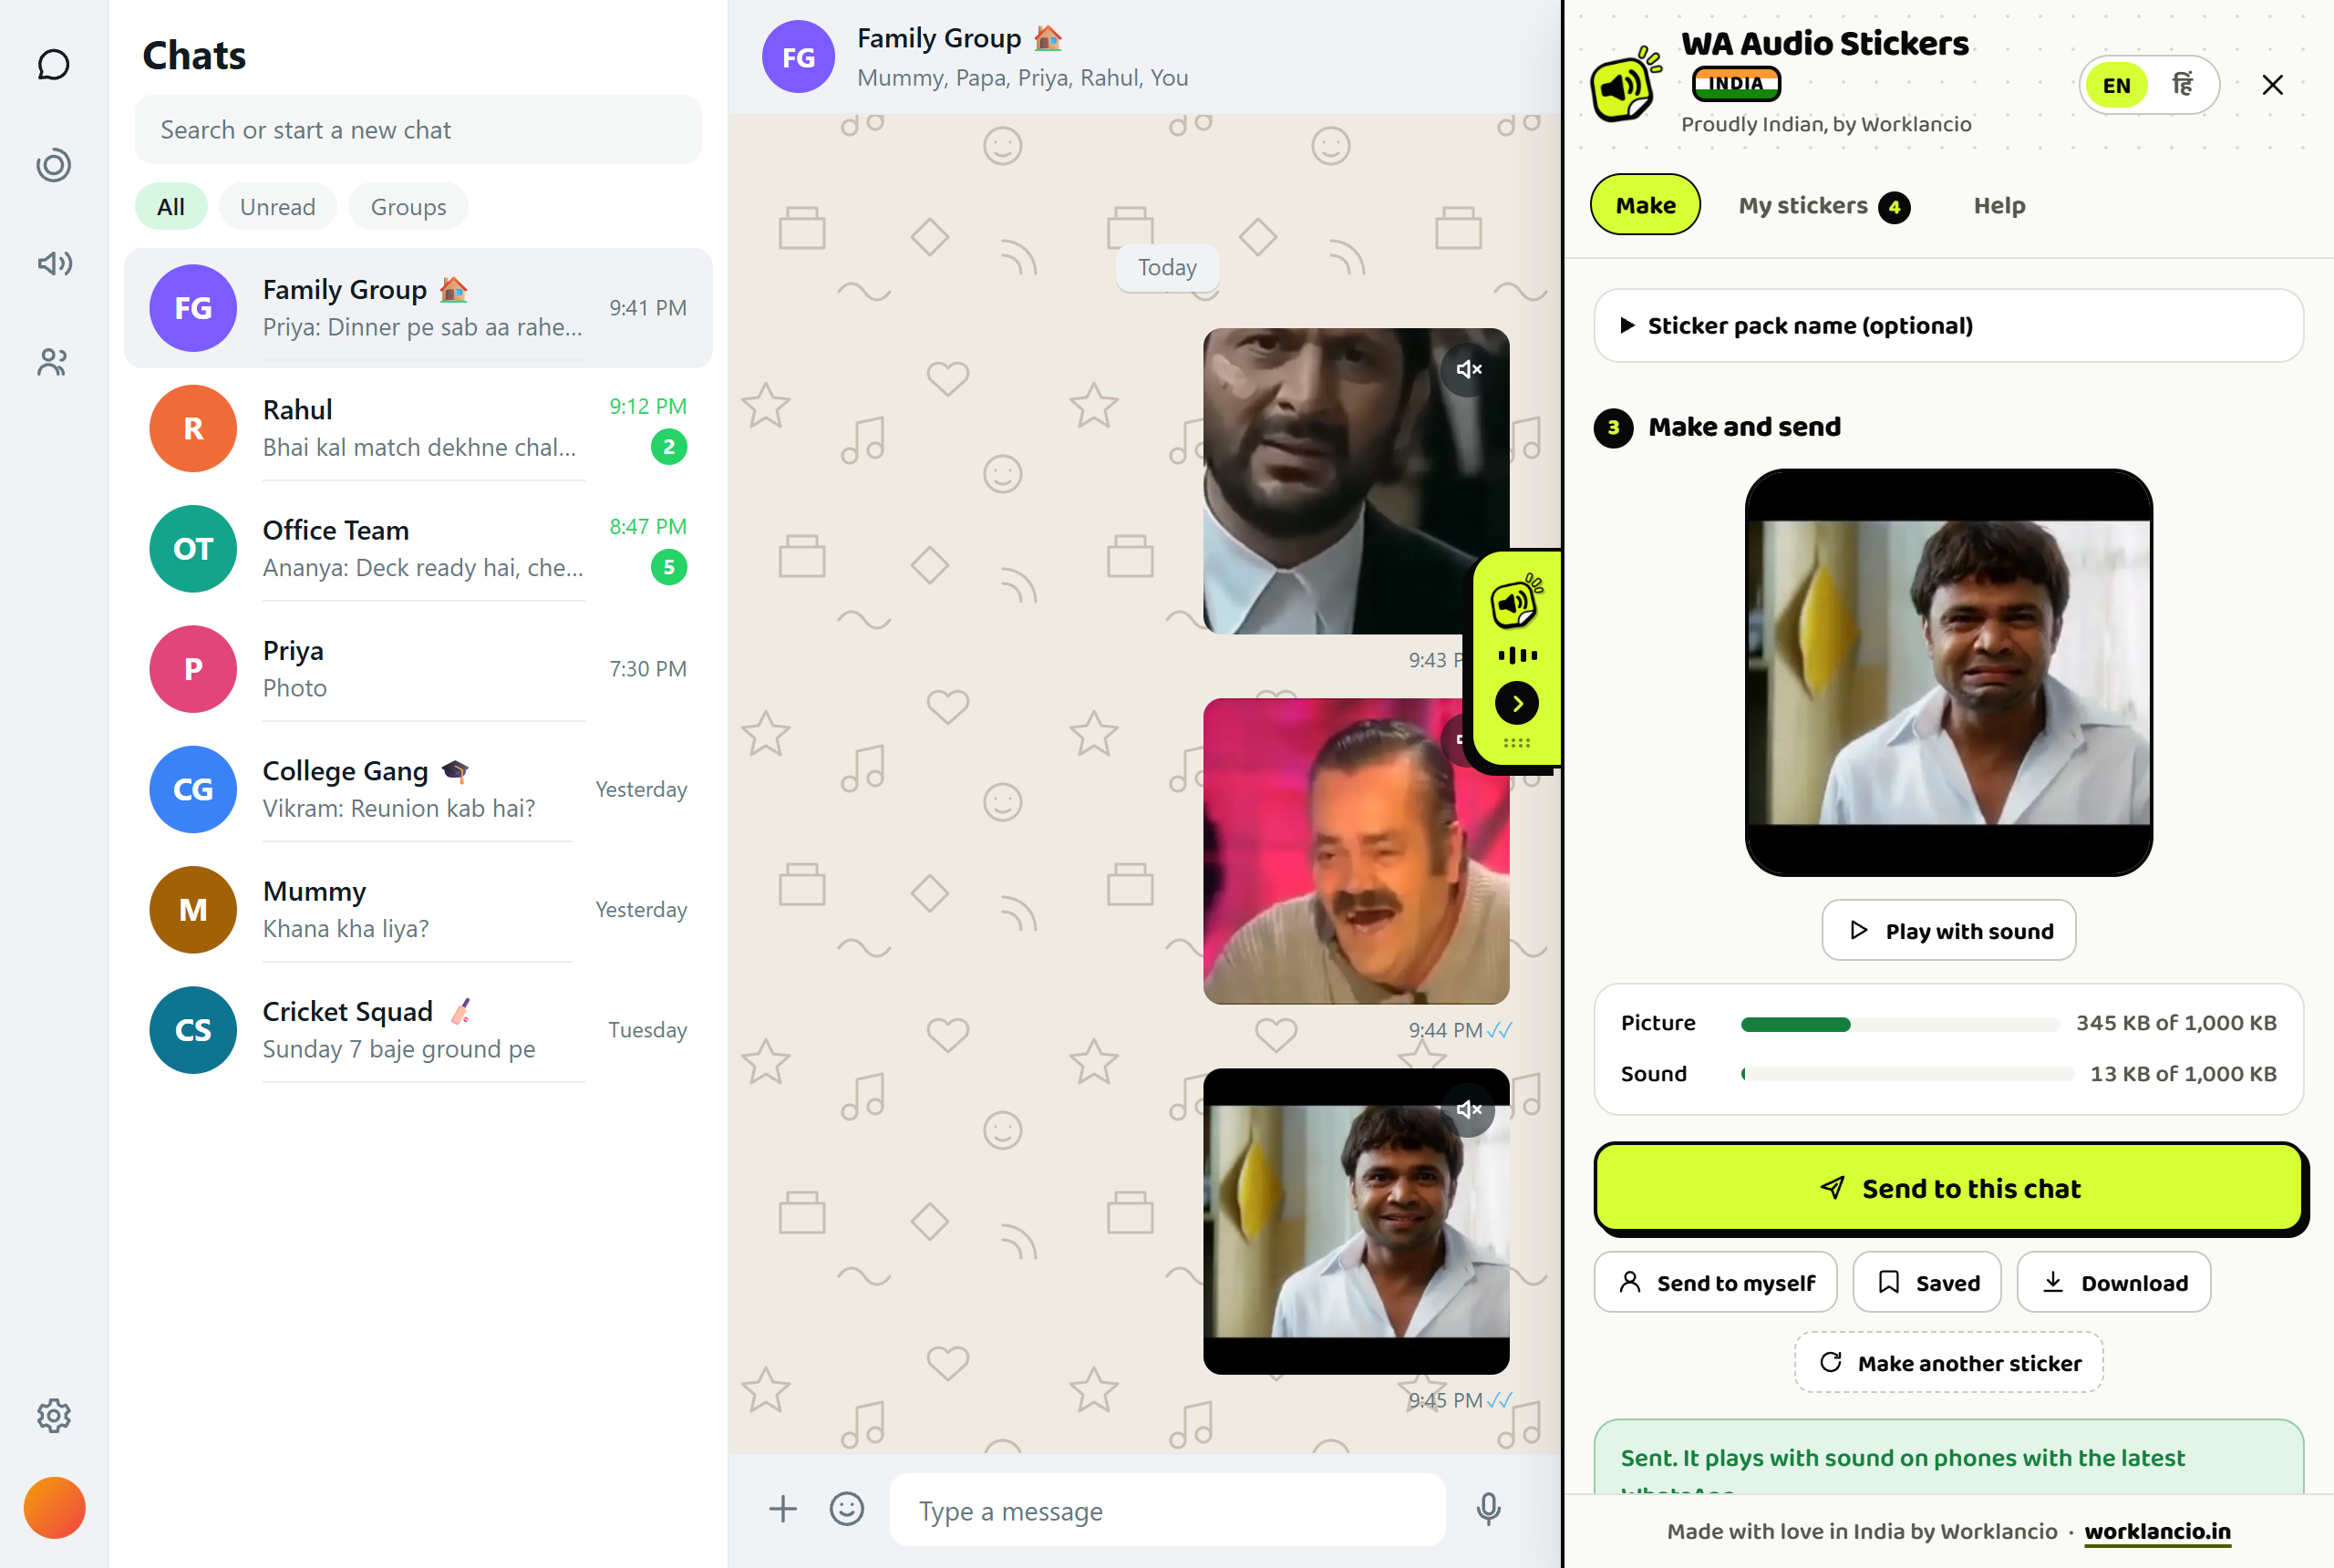 Chats
Search or start a new chat
All
Unread
Groups
FG
Family Group 🏠
9:41 PM
Priya: Dinner pe sab aa rahe...
R
Rahul
9:12 PM
Bhai kal match dekhne chal...
2
OT
Office Team
8:47 PM
Ananya: Deck ready hai, che...
5
P
Priya
7:30 PM
Photo
CG
College Gang 🎓
Yesterday
Vikram: Reunion kab hai?
M
Mummy
Yesterday
Khana kha liya?
CS
Cricket Squad 🏏
Tuesday
Sunday 7 baje ground pe
FG
Family Group 🏠
Mummy, Papa, Priya, Rahul, You
Today
9:43
9:44 PM
9:45 PM
Type a message
WA Audio Stickers
INDIA
Proudly Indian, by Worklancio
EN
हिं
Make
My stickers 4
Help
Sticker pack name (optional)
3 Make and send
Play with sound
Picture 345 KB of 1,000 KB
Sound 13 KB of 1,000 KB
Send to this chat
Send to myself
Saved
Download
Make another sticker
Sent. It plays with sound on phones with the latest
Made with love in India by Worklancio · worklancio.in